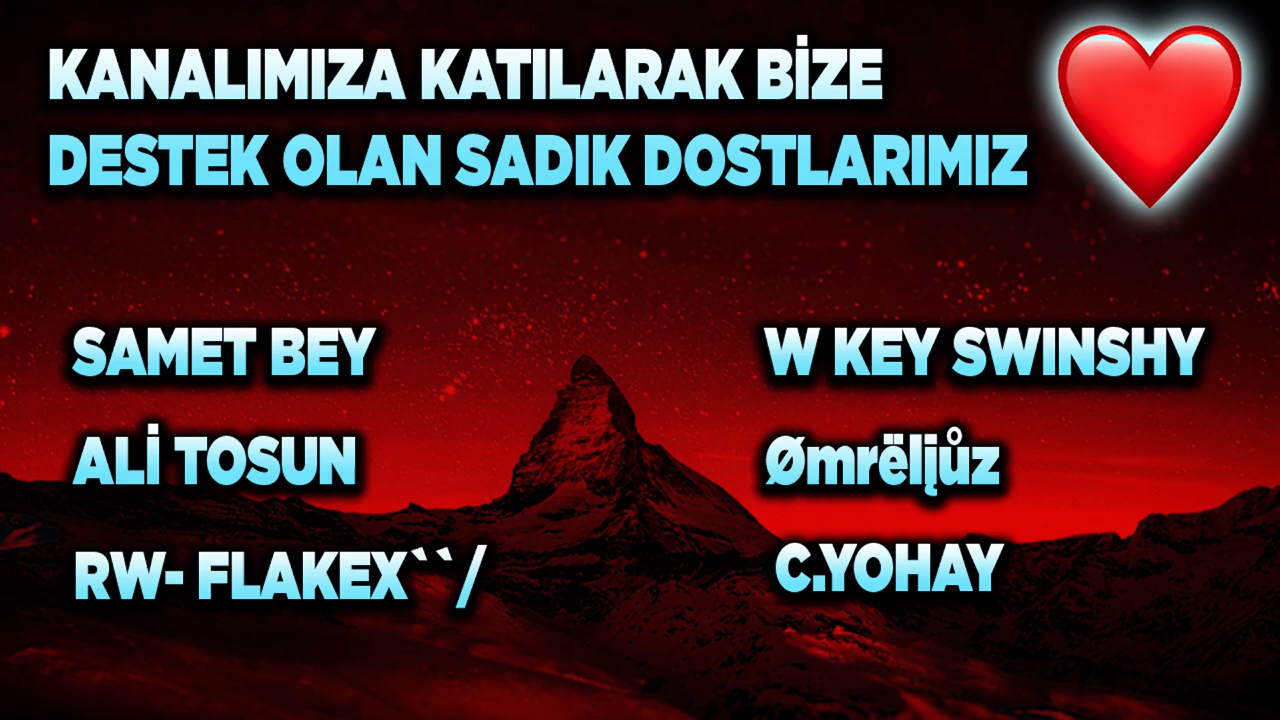 KANALIMIZA KATILARAK BİZE
DESTEK OLAN SADIK DOSTLARIMIZ
SAMET BEY
ALİ TOSUN
RW- FLAKEX``/
W KEY SWINSHY
Ømrëlįůz
C.YOHAY